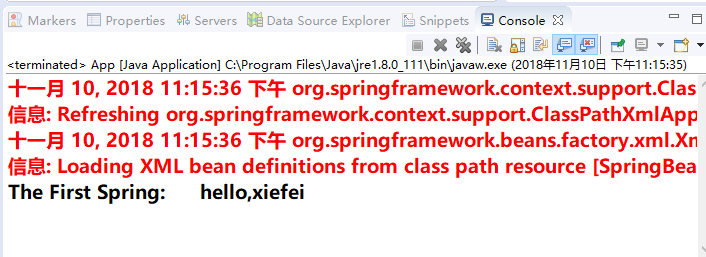 Markers Properties Servers Data Source Explorer Snippets Console
<terminated> App [Java Application] C:\Program Files\Java\jre1.8.0_111\bin\javaw.exe (2018年11月10日 下午11:15:35)
十一月 10, 2018 11:15:36 下午 org.springframework.context.support.Clas
信息: Refreshing org.springframework.context.support.ClassPathXmlApp
十一月 10, 2018 11:15:36 下午 org.springframework.beans.factory.xml.Xm
信息: Loading XML bean definitions from class path resource [SpringBea
The First Spring: hello,xiefei